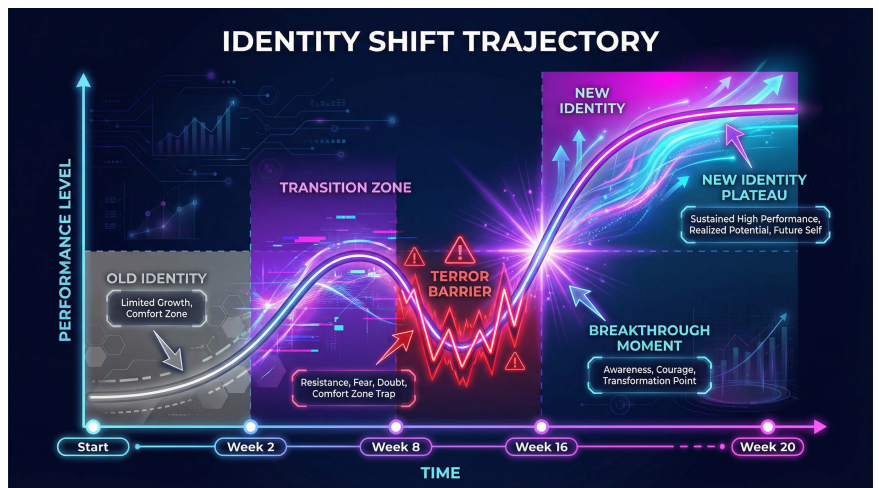 IDENTITY SHIFT TRAJECTORY
PERFORMANCE LEVEL
OLD IDENTITY
Limited Growth,
Comfort Zone
TRANSITION ZONE
TERROR
BARRIER
Resistance, Fear, Doubt,
Comfort Zone Trap
NEW
IDENTITY
NEW IDENTITY
PLATEAU
Sustained High Performance,
Realized Potential, Future Self
BREAKTHROUGH
MOMENT
Awareness, Courage,
Transformation Point
Start
Week 2
Week 8
Week 16
Week 20
TIME